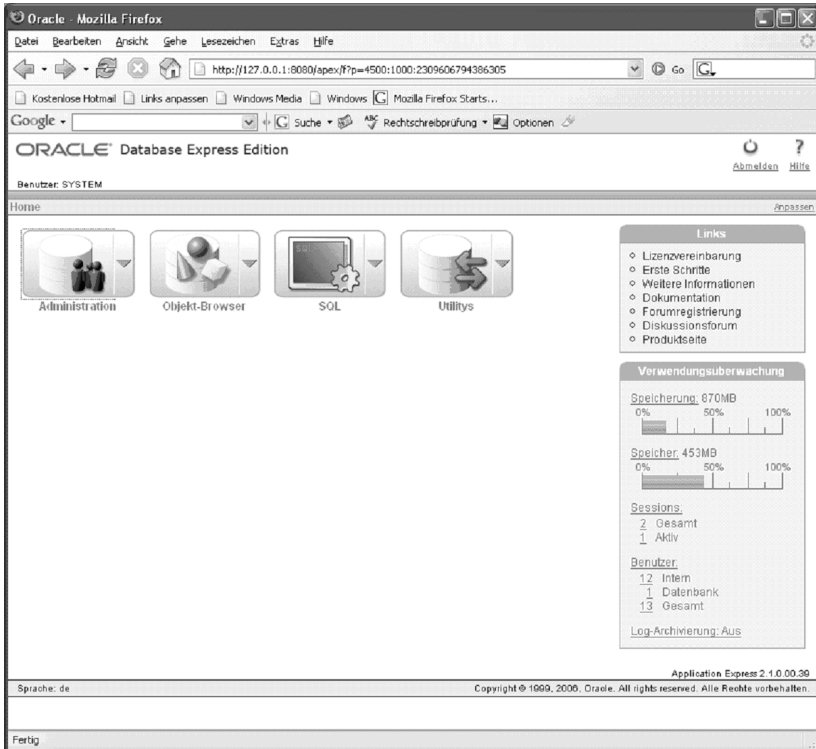 Oracle - Mozilla Firefox
Datei Bearbeiten Ansicht Gehe Lesezeichen Extras Hilfe
http://127.0.0.1:8080/apex/f?p=4500:1000:2309606794386305
Go
G
Kostenlose Hotmail Links anpassen Windows Media Windows G Mozilla Firefox Starts...
Google G Suche ABC Rechtschreibprüfung Optionen
ORACLE Database Express Edition
Abmelden Hilfe
Benutzer: SYSTEM
Home Anpassen
Administration Objekt-Browser SQL Utilitys
Links
Lizenzvereinbarung
Erste Schritte
Weitere Informationen
Dokumentation
Forumregistrierung
Diskussionsforum
Produktseite
Verwendungsüberwachung
Speicherung: 870MB
0% 50% 100%
Speicher: 453MB
0% 50% 100%
Sessions:
2 Gesamt
1 Aktiv
Benutzer:
12 Intern
1 Datenbank
13 Gesamt
Log-Archivierung: Aus
Application Express 2.1.0.00.39
Sprache: de Copyright © 1999, 2006, Oracle. All rights reserved. Alle Rechte vorbehalten.
Fertig